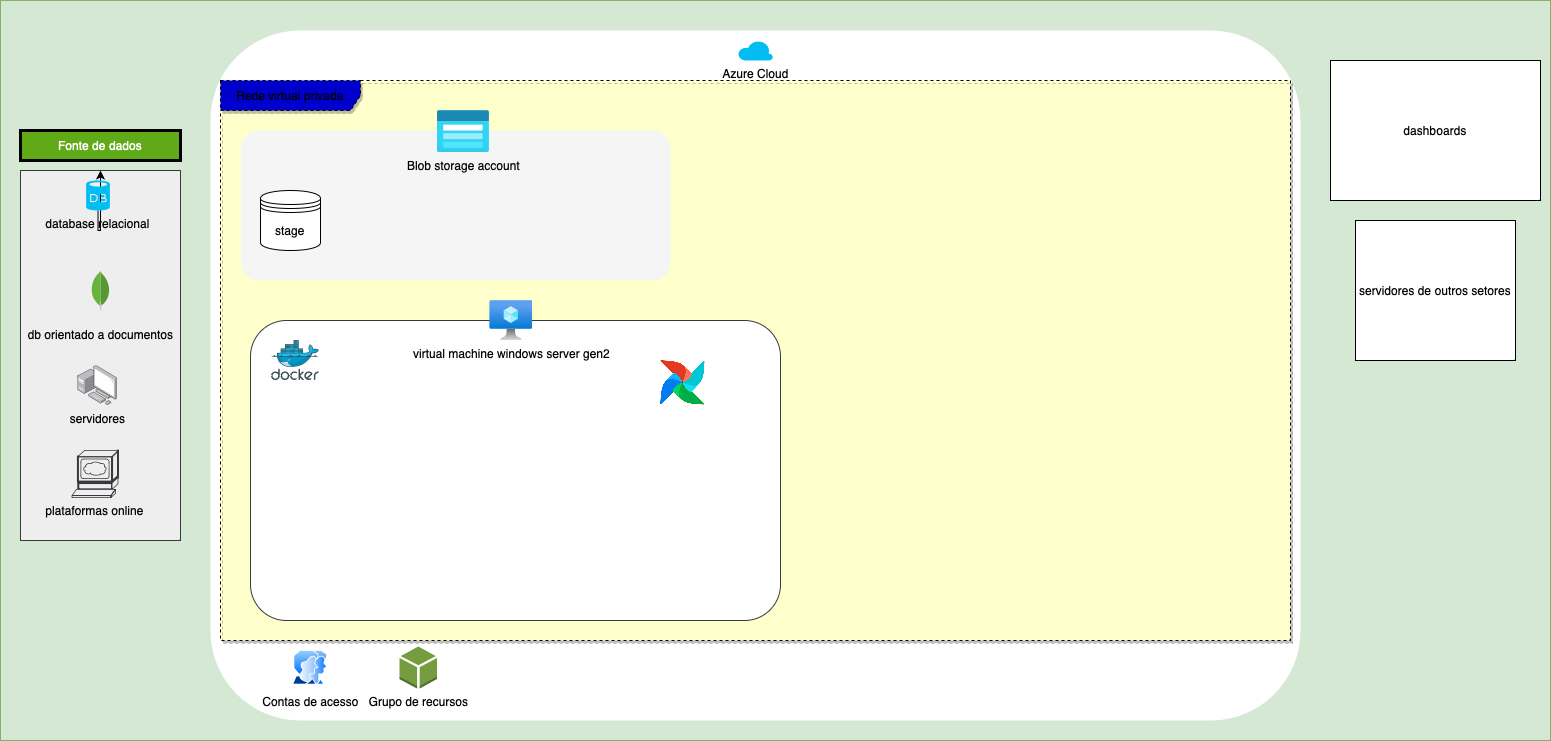 Azure Cloud
Rede virtual privada
Fonte de dados
DB
database relacional
db orientado a documentos
servidores
plataformas online
Blob storage account
stage
virtual machine windows server gen2
docker
Contas de acesso
Grupo de recursos
dashboards
servidores de outros setores